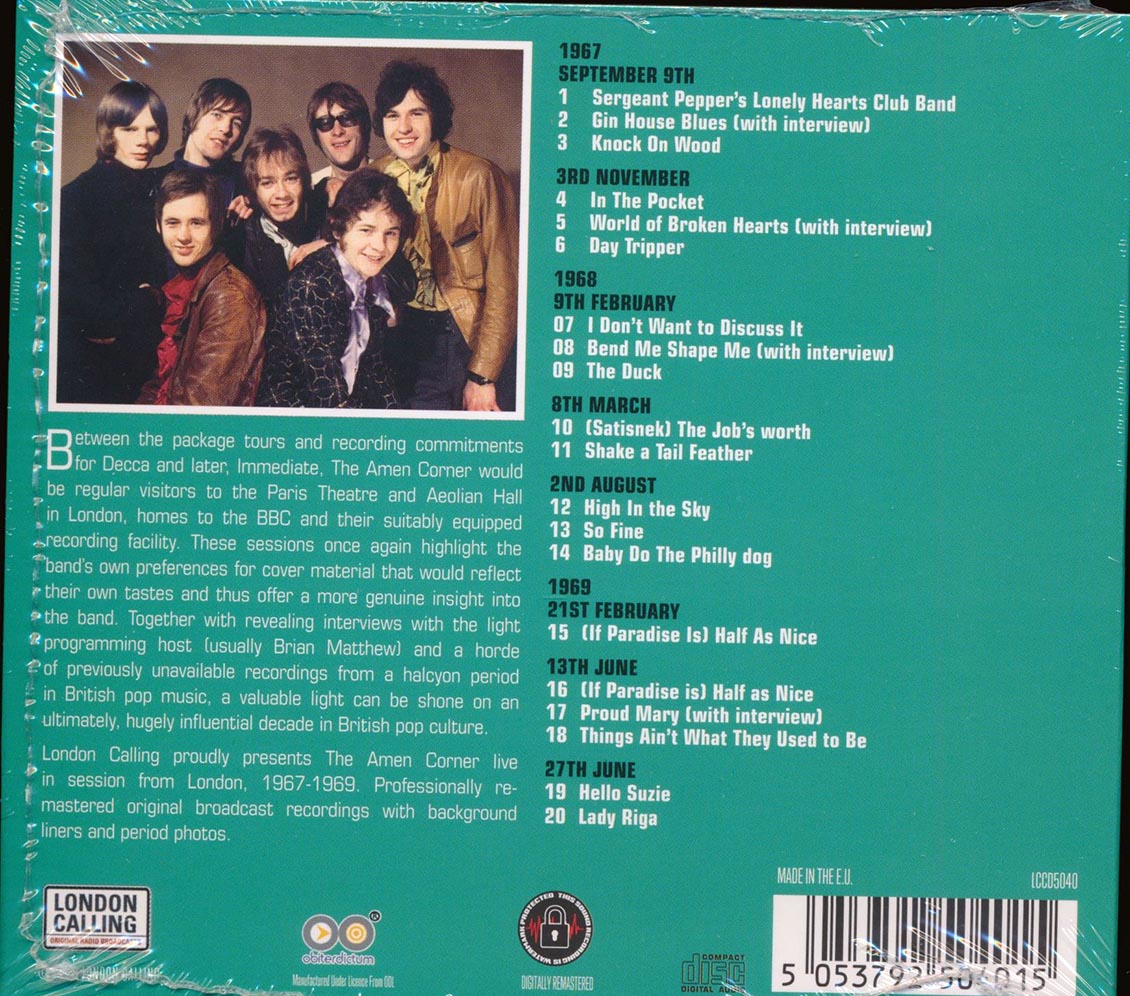 Between the package tours and recording commitments
for Decca and later, Immediate, The Amen Corner would
be regular visitors to the Paris Theatre and Aeolian Hall
in London, homes to the BBC and their suitably equipped
recording facility. These sessions once again highlight the
band's own preferences for cover material that would reflect
their own tastes and thus offer a more genuine insight into
the band. Together with revealing interviews with the light
programming host (usually Brian Matthew) and a horde
of previously unavailable recordings from a halcyon period
in British pop music, a valuable light can be shone on an
ultimately, hugely influential decade in British pop culture.
London Calling proudly presents The Amen Corner live
in session from London, 1967-1969. Professionally re-
mastered original broadcast recordings with background
liners and period photos.
1967
SEPTEMBER 9TH
1 Sergeant Pepper's Lonely Hearts Club Band
2 Gin House Blues (with interview)
3 Knock On Wood
3RD NOVEMBER
4 In The Pocket
5 World of Broken Hearts (with interview)
6 Day Tripper
1968
9TH FEBRUARY
07 I Don't Want to Discuss It
08 Bend Me Shape Me (with interview)
09 The Duck
8TH MARCH
10 (Satisnek) The Job's worth
11 Shake a Tail Feather
2ND AUGUST
12 High In the Sky
13 So Fine
14 Baby Do The Philly dog
1969
21ST FEBRUARY
15 (If Paradise Is) Half As Nice
13TH JUNE
16 (If Paradise is) Half as Nice
17 Proud Mary (with interview)
18 Things Ain't What They Used to Be
27TH JUNE
19 Hello Suzie
20 Lady Riga
LONDON
CALLING
ORIGINAL RADIO BROADCASTS
LONDON CALLING
R
obiterdictum
Manufactured Under Licence From ODL
THIS SOUND RECORDING IS WATERMARK PROTECTED
DIGITALLY REMASTERED
COMPACT
disc
DIGITAL AUDIO
MADE IN THE E.U.
LCCD5040
5 053792 504015